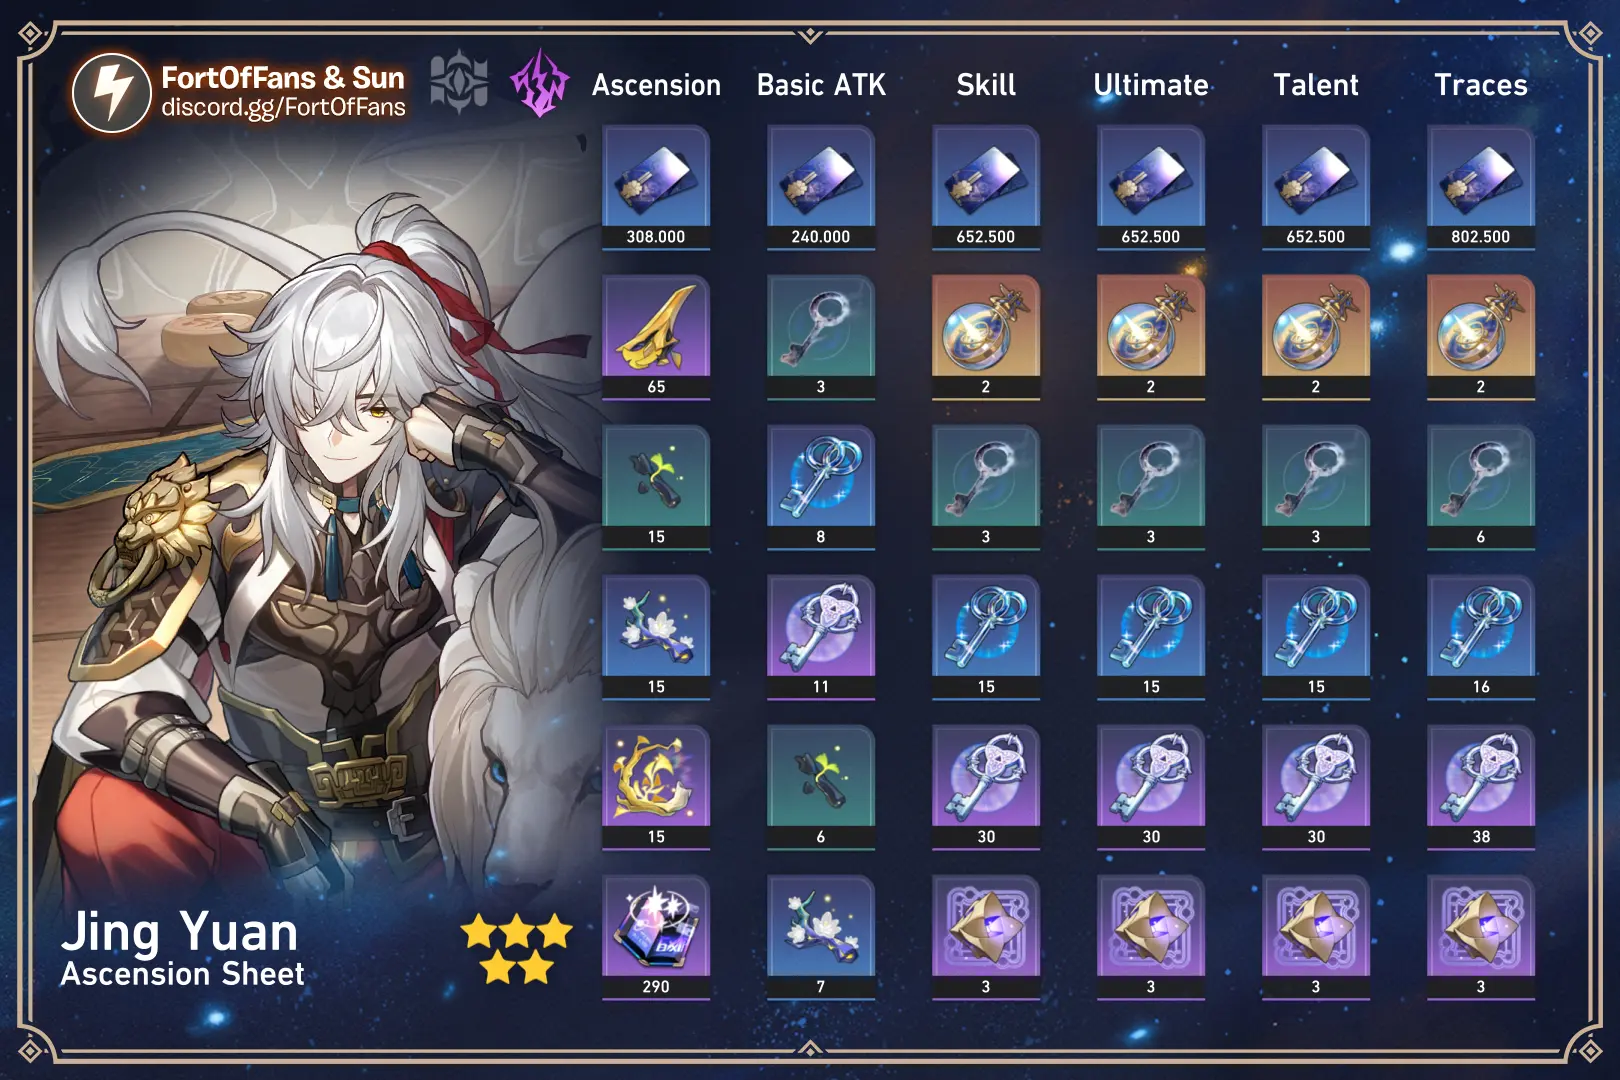 FortOfFans & Sun
discord.gg/FortOfFans
Ascension Basic ATK Skill Ultimate Talent Traces
308.000 240.000 652.500 652.500 652.500 802.500
65 3 2 2 2 2
15 8 3 3 3 6
15 11 15 15 15 16
15 6 30 30 30 38
290 7 3 3 3 3
Jing Yuan
Ascension Sheet